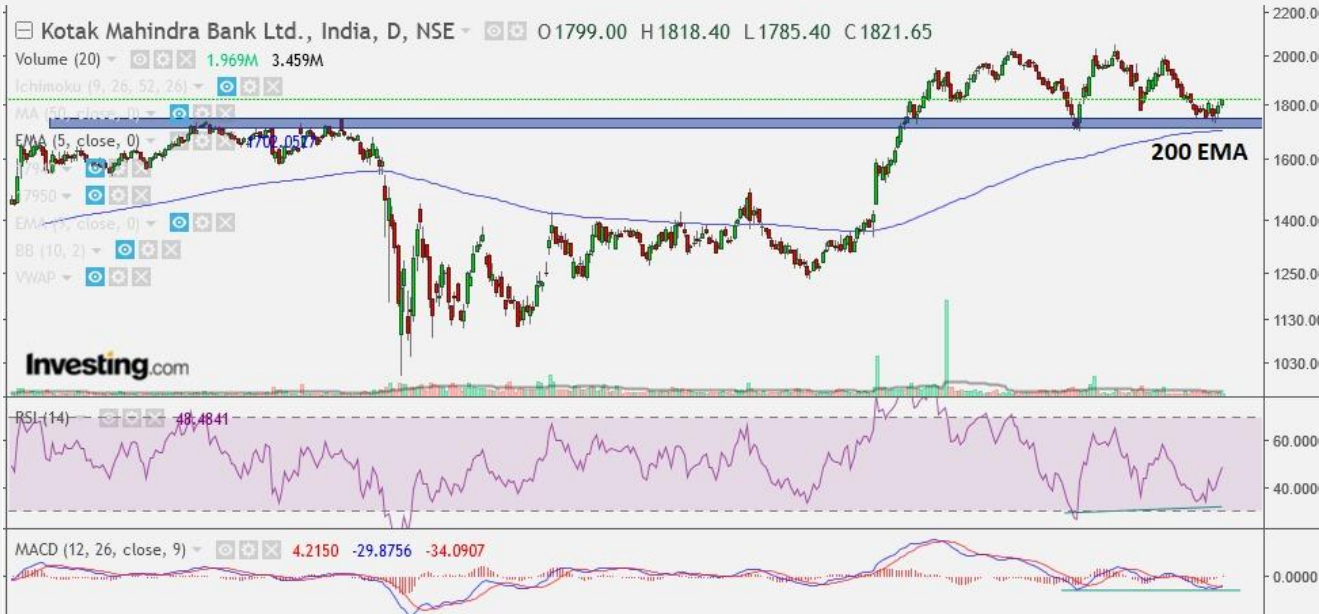 Kotak Mahindra Bank Ltd., India, D, NSE O1799.00 H1818.40 L1785.40 C1821.65
Volume (20) 1.969M 3.459M
Ichimoku (9, 26, 52, 26)
MA (50, close, 0)
EMA (5, close, 0) 1702.0527
7950
EMA (9, close, 0)
BB (10, 2)
VWAP
200 EMA
Investing.com
2200.00
2000.00
1800.00
1600.00
1400.00
1250.00
1130.00
1030.00
RSI (14) 48.4841
60.0000
40.0000
MACD (12, 26, close, 9) 4.2150 -29.8756 -34.0907
0.0000